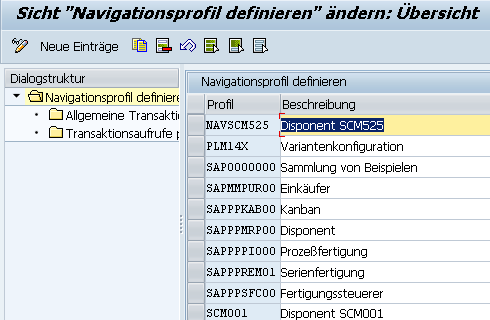 Sicht "Navigationsprofil definieren" ändern: Übersicht
Neue Einträge
Dialogstruktur
Navigationsprofil definiere
Allgemeine Transaktio
Transaktionsaufrufe p
Navigationsprofil definieren
Profil Beschreibung
NAVSCM525 Disponent SCM525
PLM14X Variantenkonfiguration
SAP0000000 Sammlung von Beispielen
SAPMMPUR00 Einkäufer
SAPPPKAB00 Kanban
SAPPPMRP00 Disponent
SAPPPPI000 Prozeßfertigung
SAPPPREM01 Serienfertigung
SAPPPSFC00 Fertigungssteuerer
SCM001 Disponent SCM001